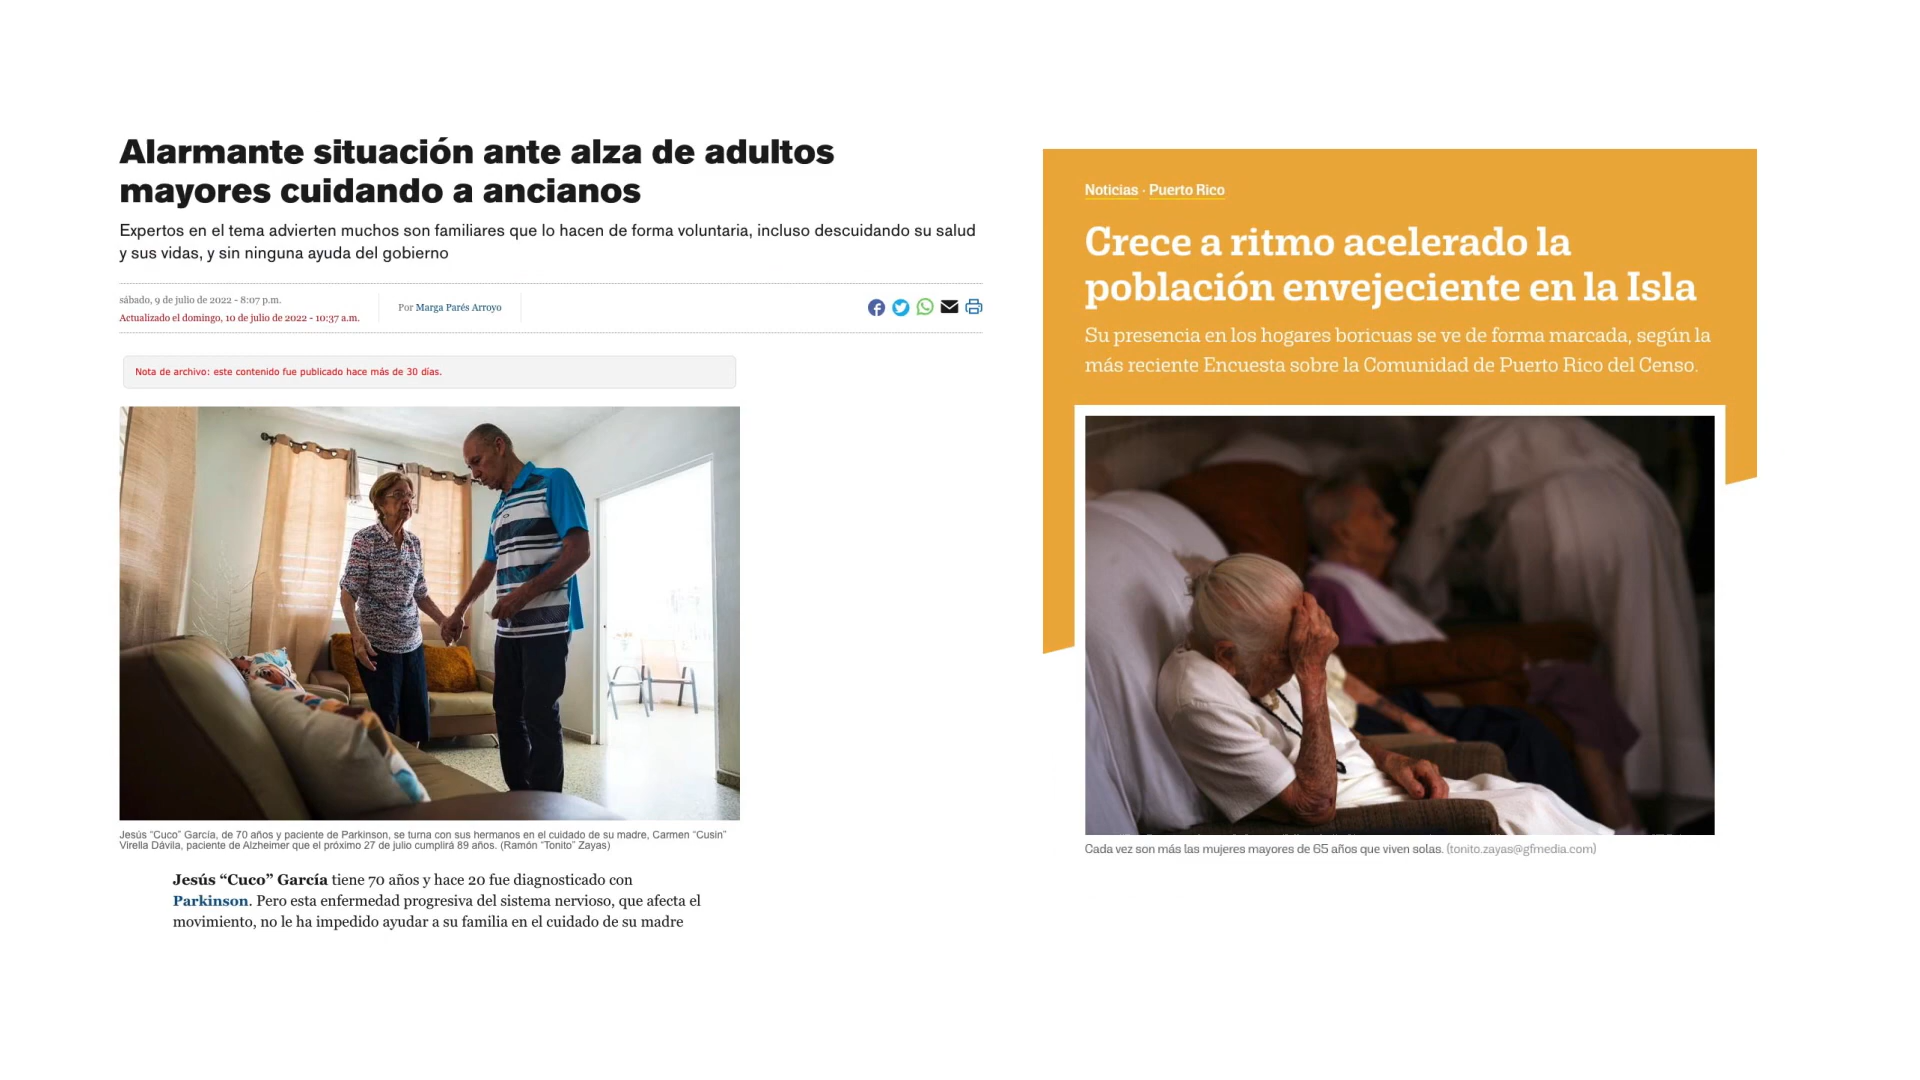 Alarmante situación ante alza de adultos
mayores cuidando a ancianos
Expertos en el tema advierten muchos son familiares que lo hacen de forma voluntaria, incluso descuidando su salud
y sus vidas, y sin ninguna ayuda del gobierno
sábado, 9 de julio de 2022 - 8:07 p.m.
Actualizado el domingo, 10 de julio de 2022 - 10:37 a.m.
Por Marga Parés Arroyo
Nota de archivo: este contenido fue publicado hace más de 30 días.
Jesús “Cuco” García, de 70 años y paciente de Parkinson, se turna con sus hermanos en el cuidado de su madre, Carmen “Cusin”
Virella Dávila, paciente de Alzheimer que el próximo 27 de julio cumplirá 89 años. (Ramón “Tonito” Zayas)
Jesús “Cuco” García tiene 70 años y hace 20 fue diagnosticado con
Parkinson. Pero esta enfermedad progresiva del sistema nervioso, que afecta el
movimiento, no le ha impedido ayudar a su familia en el cuidado de su madre
Noticias · Puerto Rico
Crece a ritmo acelerado la
población envejeciente en la Isla
Su presencia en los hogares boricuas se ve de forma marcada, según la
más reciente Encuesta sobre la Comunidad de Puerto Rico del Censo.
Cada vez son más las mujeres mayores de 65 años que viven solas. (tonito.zayas@gfmedia.com)